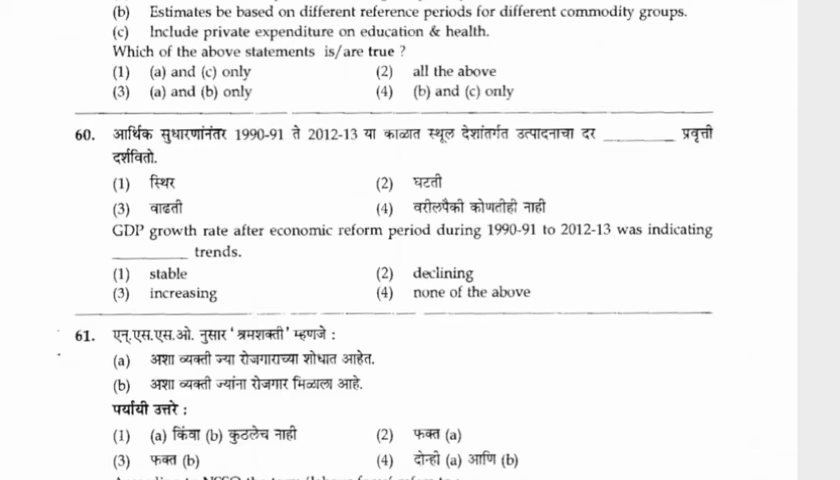 (b) Estimates be based on different reference periods for different commodity groups.
(c) Include private expenditure on education & health.
Which of the above statements is/are true ?
(1) (a) and (c) only (2) all the above
(3) (a) and (b) only (4) (b) and (c) only
60. आर्थिक सुधारणांनंतर 1990-91 ते 2012-13 या काळात स्थूल देशांतर्गत उत्पादनाचा दर ________ प्रवृत्ती
दर्शवितो.
(1) स्थिर (2) घटती
(3) वाढती (4) वरीलपैकी कोणतीही नाही
GDP growth rate after economic reform period during 1990-91 to 2012-13 was indicating
________ trends.
(1) stable (2) declining
(3) increasing (4) none of the above
61. एन्.एस.एस.ओ. नुसार 'श्रमशक्ती' म्हणजे :
(a) अशा व्यक्ती ज्या रोजगाराच्या शोधात आहेत.
(b) अशा व्यक्ती ज्यांना रोजगार मिळाला आहे.
पर्यायी उत्तरे :
(1) (a) किंवा (b) कुठलेच नाही (2) फक्त (a)
(3) फक्त (b) (4) दोन्ही (a) आणि (b)